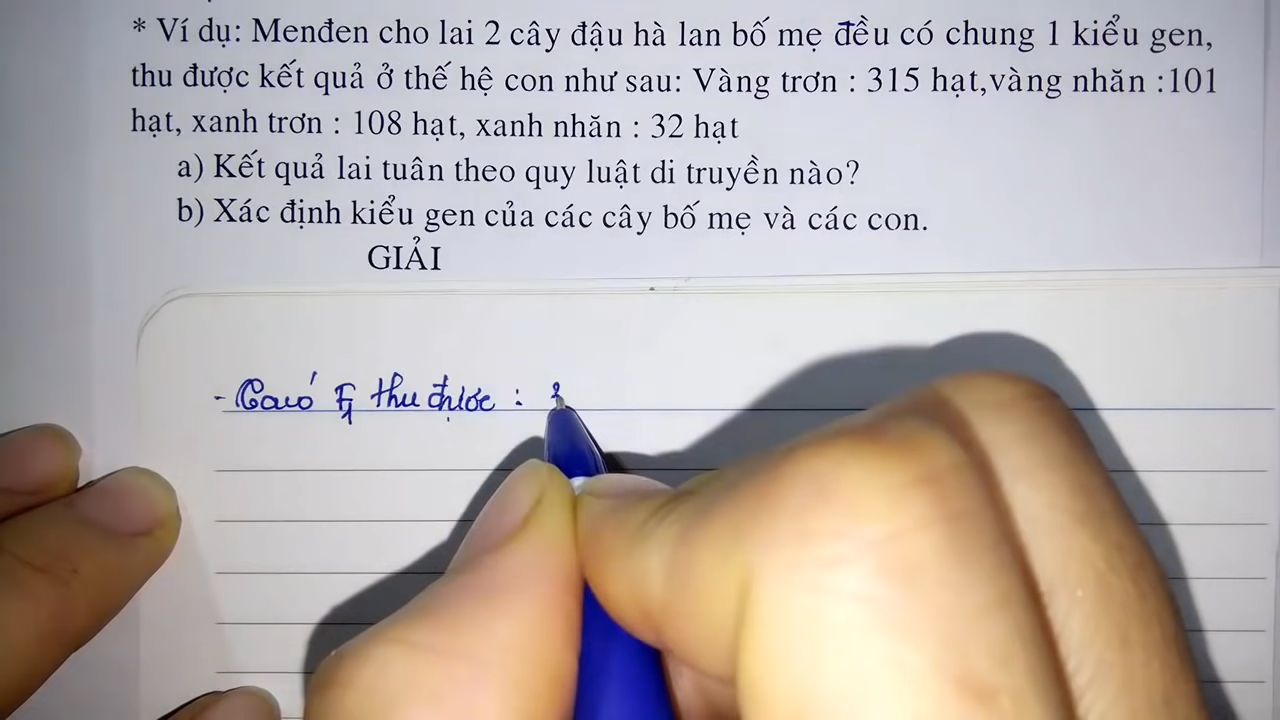 * Ví dụ: Menđen cho lai 2 cây đậu hà lan bố mẹ đều có chung 1 kiểu gen,
thu được kết quả ở thế hệ con như sau: Vàng trơn : 315 hạt,vàng nhăn :101
hạt, xanh trơn : 108 hạt, xanh nhăn : 32 hạt
a) Kết quả lai tuân theo quy luật di truyền nào?
b) Xác định kiểu gen của các cây bố mẹ và các con.
GIẢI
- F1 thu được :